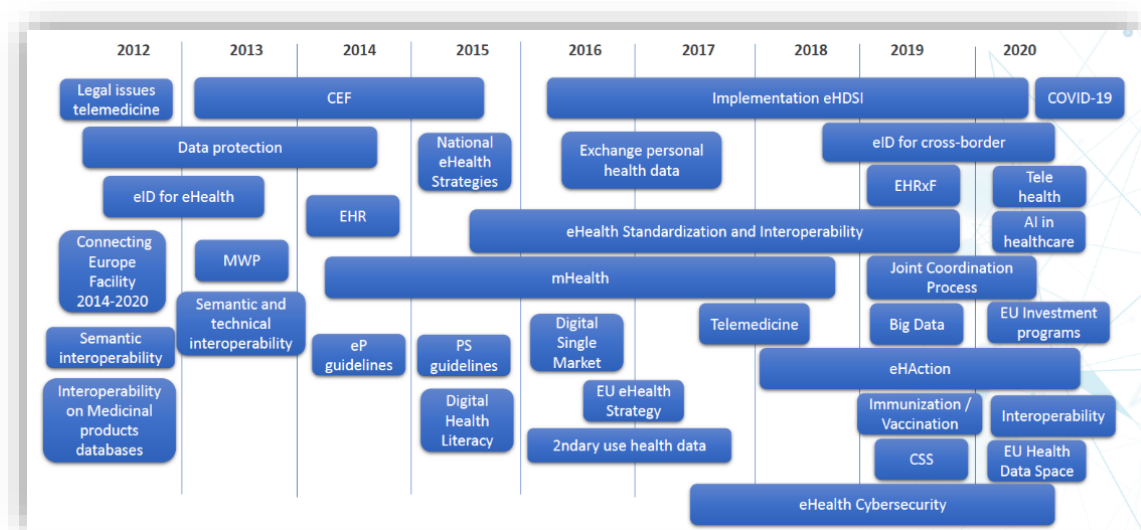 2012 2013 2014 2015 2016 2017 2018 2019 2020
Legal issues
telemedicine
CEF
Implementation eHDSI
COVID-19
Data protection
National
eHealth
Strategies
Exchange personal
health data
eID for cross-border
eID for eHealth
EHR
EHRxF
Tele
health
eHealth Standardization and Interoperability
AI in
healthcare
Connecting
Europe
Facility
2014-2020
MWP
mHealth
Joint Coordination
Process
Semantic and
technical
interoperability
Digital
Single
Market
Telemedicine
Big Data
EU Investment
programs
Semantic
interoperability
eP
guidelines
PS
guidelines
eHAction
Interoperability
on Medicinal
products
databases
Digital
Health
Literacy
EU eHealth
Strategy
Immunization /
Vaccination
Interoperability
2ndary use health data
CSS
EU Health
Data Space
eHealth Cybersecurity